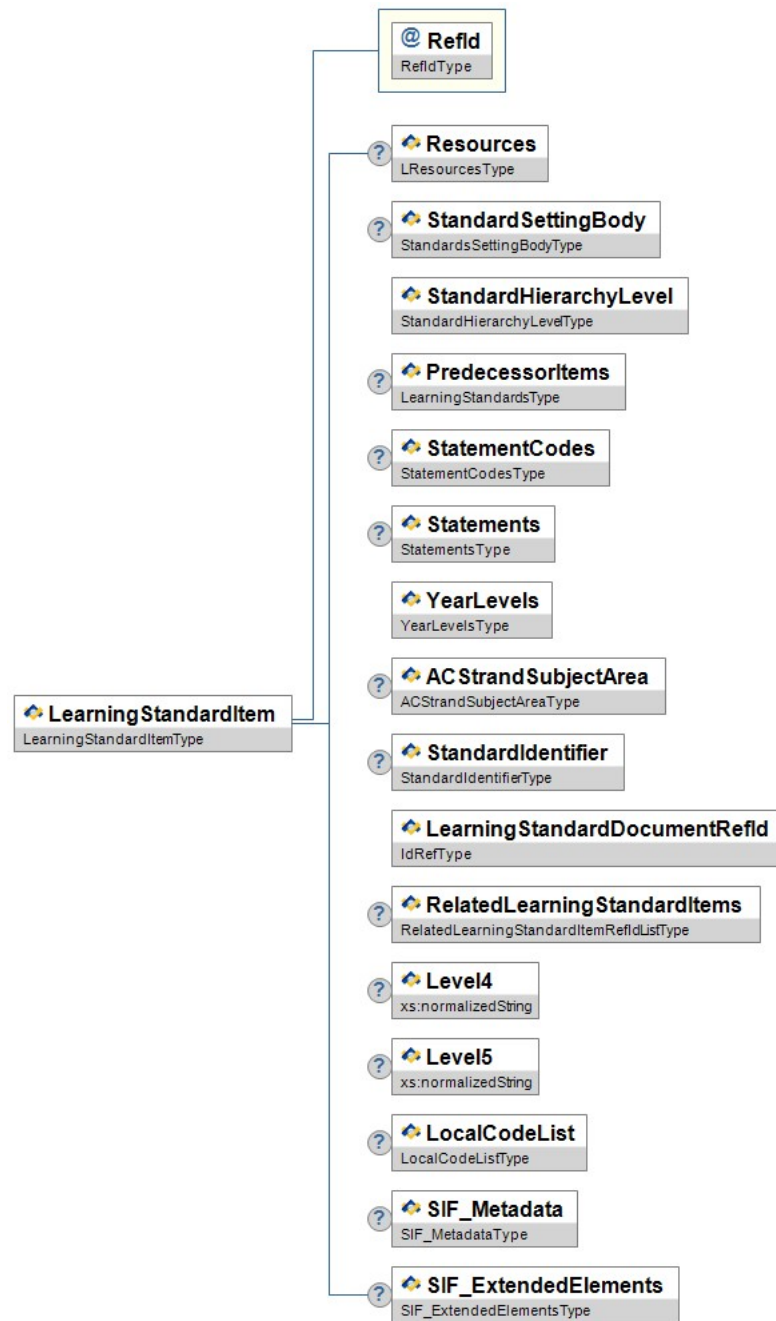 @ RefId
RefIdType
? Resources
LResourcesType
? StandardSettingBody
StandardsSettingBodyType
StandardHierarchyLevel
StandardHierarchyLevelType
? PredecessorItems
LearningStandardsType
? StatementCodes
StatementCodesType
? Statements
StatementsType
YearLevels
YearLevelsType
? ACStrandSubjectArea
ACStrandSubjectAreaType
LearningStandardItem
LearningStandardItemType
? StandardIdentifier
StandardIdentifierType
LearningStandardDocumentRefId
IdRefType
? RelatedLearningStandardItems
RelatedLearningStandardItemRefIdListType
? Level4
xs:normalizedString
? Level5
xs:normalizedString
? LocalCodeList
LocalCodeListType
? SIF_Metadata
SIF_MetadataType
? SIF_ExtendedElements
SIF_ExtendedElementsType